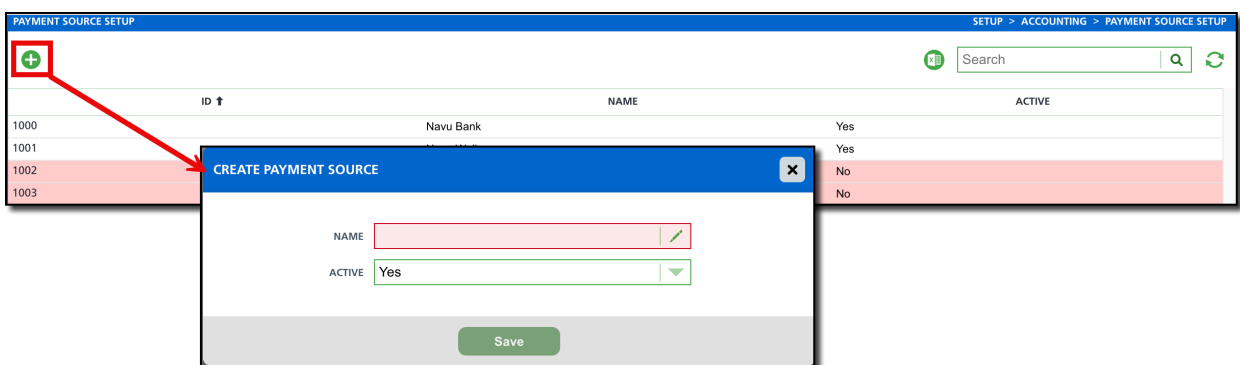 PAYMENT SOURCE SETUP
SETUP > ACCOUNTING > PAYMENT SOURCE SETUP
Search
ID NAME ACTIVE
1000 Navu Bank Yes
1001 Yes
1002 No
1003 No
CREATE PAYMENT SOURCE
NAME
ACTIVE Yes
Save